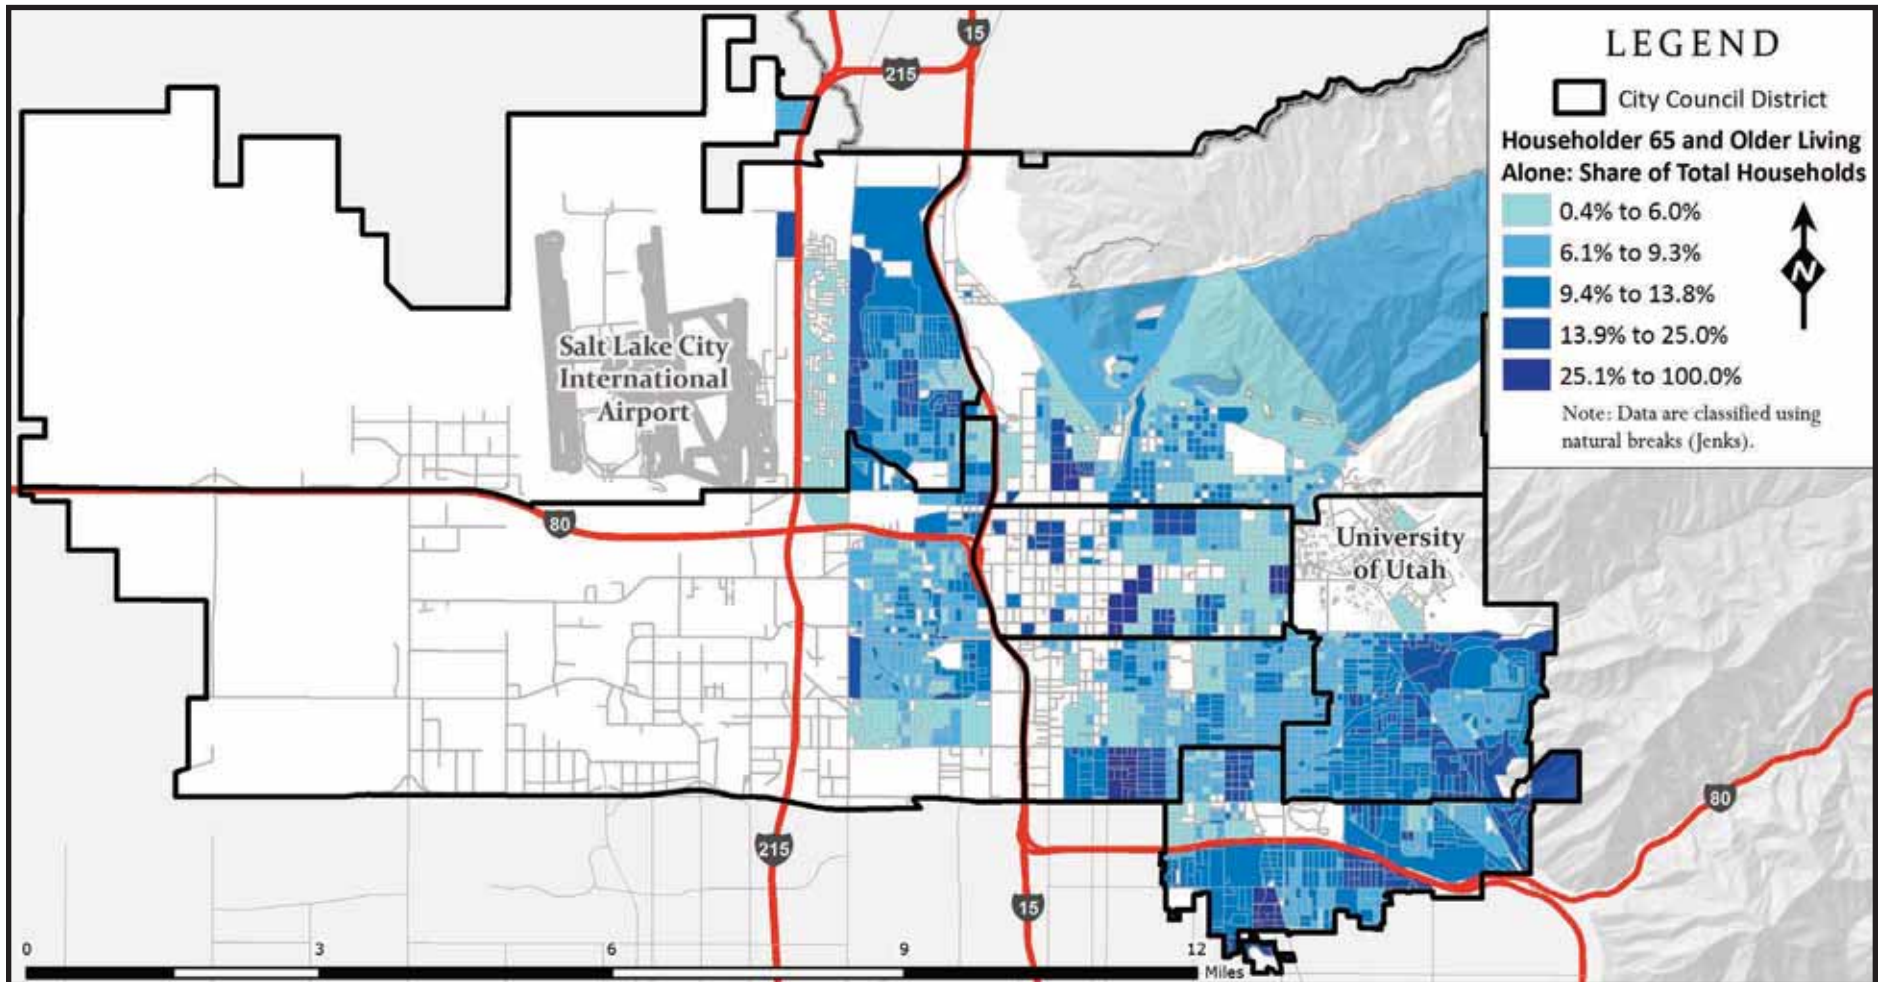 LEGEND
City Council District
Householder 65 and Older Living
Alone: Share of Total Households
0.4% to 6.0%
6.1% to 9.3%
9.4% to 13.8%
13.9% to 25.0%
25.1% to 100.0%
N
Note: Data are classified using
natural breaks (Jenks).
15
215
Salt Lake City
International
Airport
80
University
of Utah
80
215
15
0 3 6 9 12
Miles